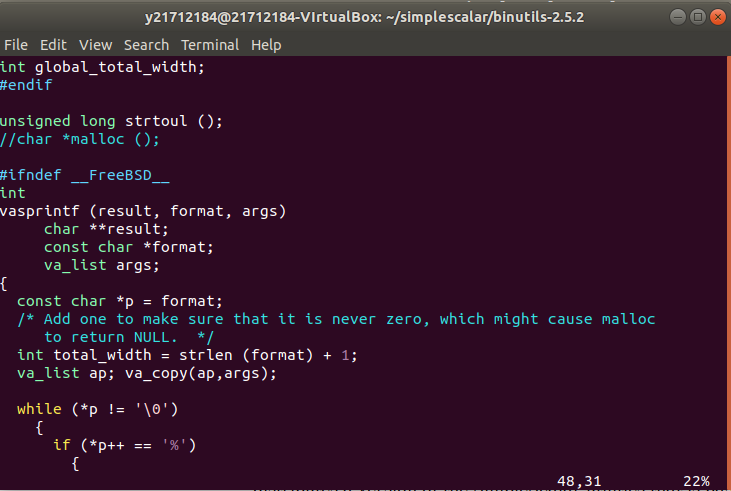 y21712184@21712184-VIrtualBox: ~/simplescalar/binutils-2.5.2
File Edit View Search Terminal Help
int global_total_width;
#endif

unsigned long strtoul ();
//char *malloc ();

#ifndef __FreeBSD__
int
vasprintf (result, format, args)
     char **result;
     const char *format;
     va_list args;
{
  const char *p = format;
  /* Add one to make sure that it is never zero, which might cause malloc
     to return NULL.  */
  int total_width = strlen (format) + 1;
  va_list ap; va_copy(ap,args);

  while (*p != '\0')
    {
      if (*p++ == '%')
        {
48,31 22%